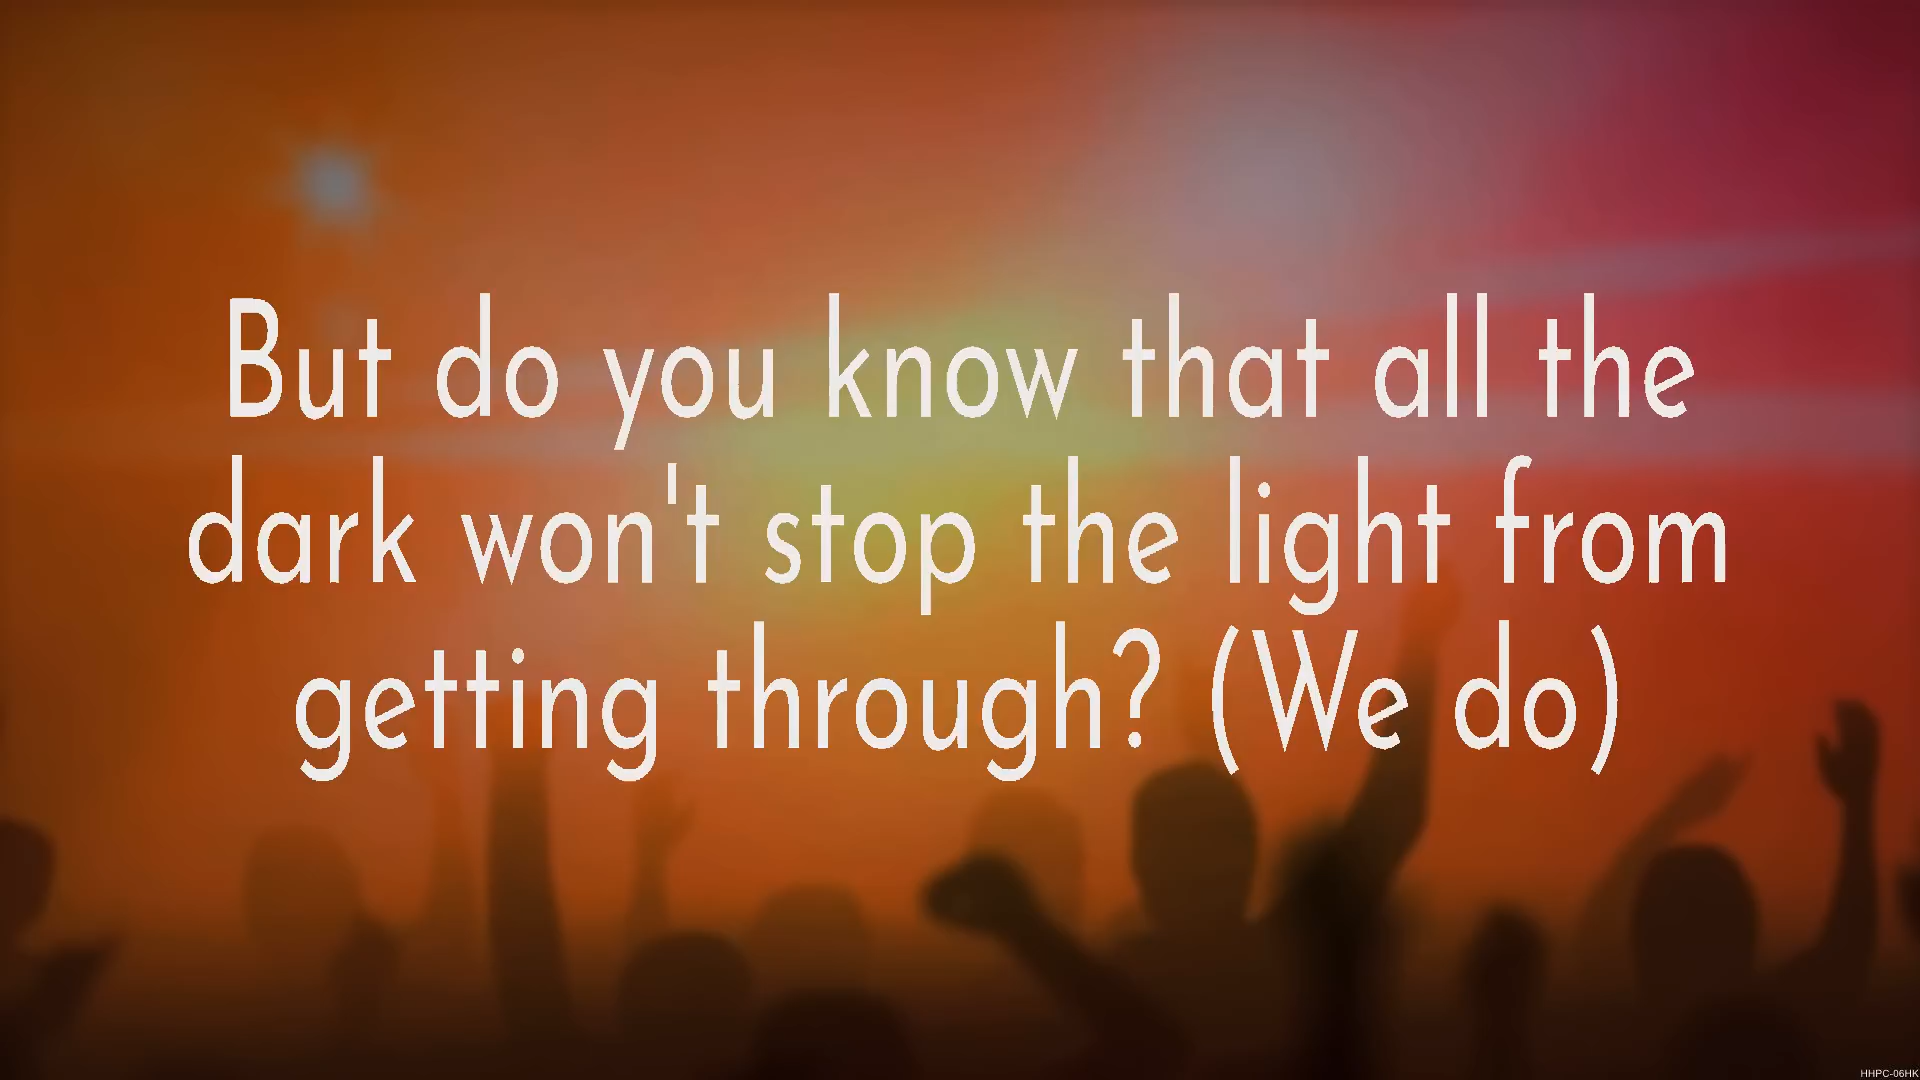 But do you know that all the
dark won't stop the light from
getting through? (We do)
HHPC-06HK